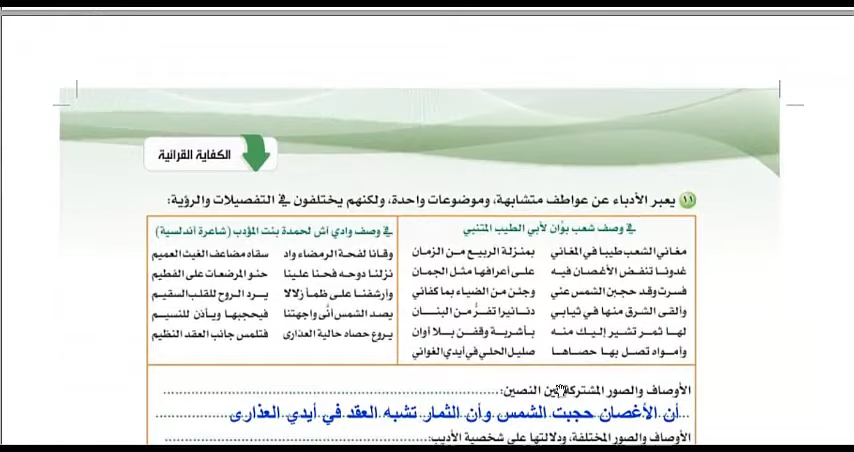 الكفاية القرائية
١١ يعبر الأدباء عن عواطف متشابهة، وموضوعات واحدة، ولكنهم يختلفون في التفصيلات والرؤية:
في وصف شعب بوَّان لأبي الطيب المتنبي
مغاني الشعب طيبا في المغاني بمنزلة الربيع من الزمان
غدونا تنفض الأغصان فيه على أعرافها مثل الجمان
فسرت وقد حجبن الشمس عني وجئن من الضياء بما كفاني
وألقى الشرق منها في ثيابي دنانيرا تفرُّ من البنان
لها ثمر تشير إليك منه بأشربة وقفن بلا أوان
وأمواه تصل بها حصاها صليل الحلي في أيدي الغواني
في وصف وادي آش لحمدة بنت المؤدب (شاعرة أندلسية)
وقانا لفحة الرمضاء واد سقاه مضاعف الغيث العميم
نزلنا دوحه فحنا علينا حنو المرضعات على الفطيم
وأرشفنا على ظمأ زلالا يرد الروح للقلب السقيم
يصد الشمس أنَّى واجهتنا فيحجبها ويأذن للنسيم
يروع حصاه حالية العذارى فتلمس جانب العقد النظيم
الأوصاف والصور المشتركة بين النصين:
أن الأغصان حجبت الشمس وأن الثمار تشبه العقد في أيدي العذارى
الأوصاف والصور المختلفة، ودلالتها على شخصية الأديب: